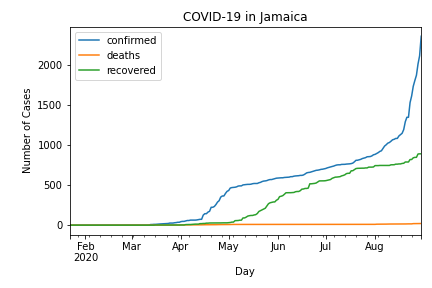 COVID-19 in Jamaica
confirmed
deaths
recovered
Number of Cases
2000
1500
1000
500
0
Feb Mar Apr May Jun Jul Aug
2020
Day